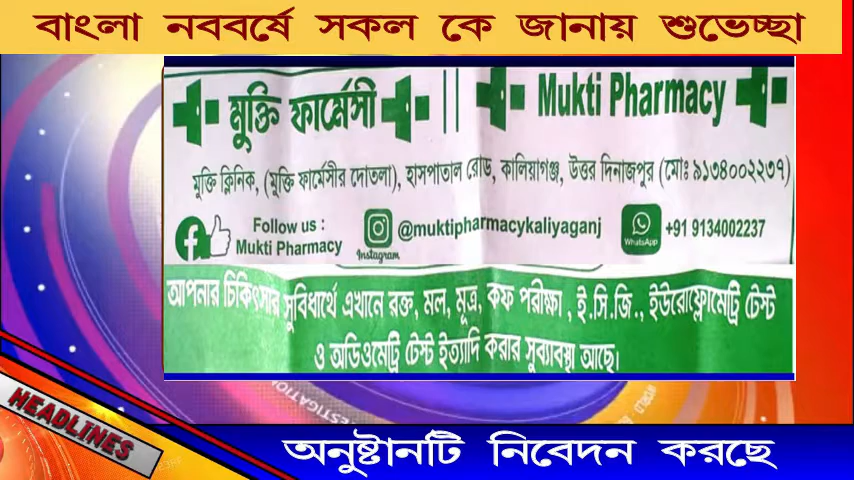 বাংলা নববর্ষে সকল কে জানায় শুভেচ্ছা
মুক্তি ফার্মেসী || Mukti Pharmacy
মুক্তি ক্লিনিক, (মুক্তি ফার্মেসীর দোতলা), হাসপাতাল রোড, কালিয়াগঞ্জ, উত্তর দিনাজপুর (মোঃ ৯১৩৪০০২২৩৭)
Follow us :
Mukti Pharmacy
Instagram
@muktipharmacykaliyaganj
WhatsApp
+91 9134002237
আপনার চিকিৎসার সুবিধার্থে এখানে রক্ত, মল, মূত্র, কফ পরীক্ষা , ই.সি.জি., ইউরোফ্লোমেট্রি টেস্ট
ও অডিওমেট্রি টেস্ট ইত্যাদি করার সুব্যবস্থা আছে।
HEADLINES
অনুষ্টানটি নিবেদন করছে